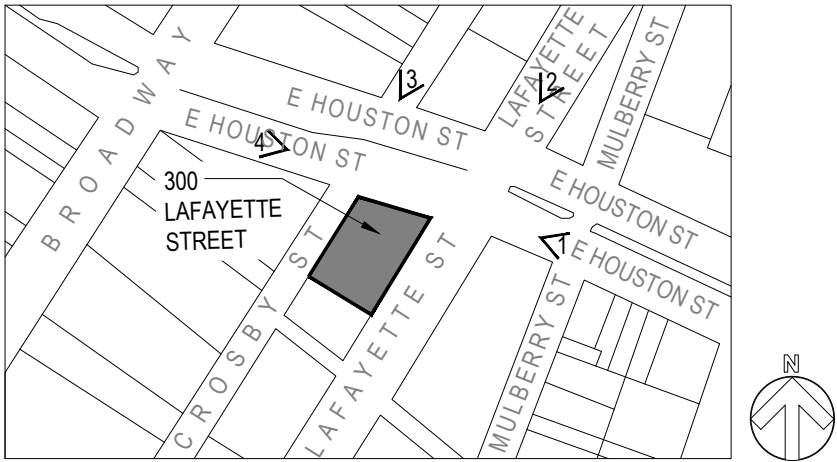 BROADWAY
E HOUSTON ST
E HOUSTON ST
LAFAYETTE
STREET
MULBERRY ST
3
2
4
300
LAFAYETTE
STREET
E HOUSTON ST
1
E HOUSTON ST
CROSBY ST
LAFAYETTE ST
MULBERRY ST
N